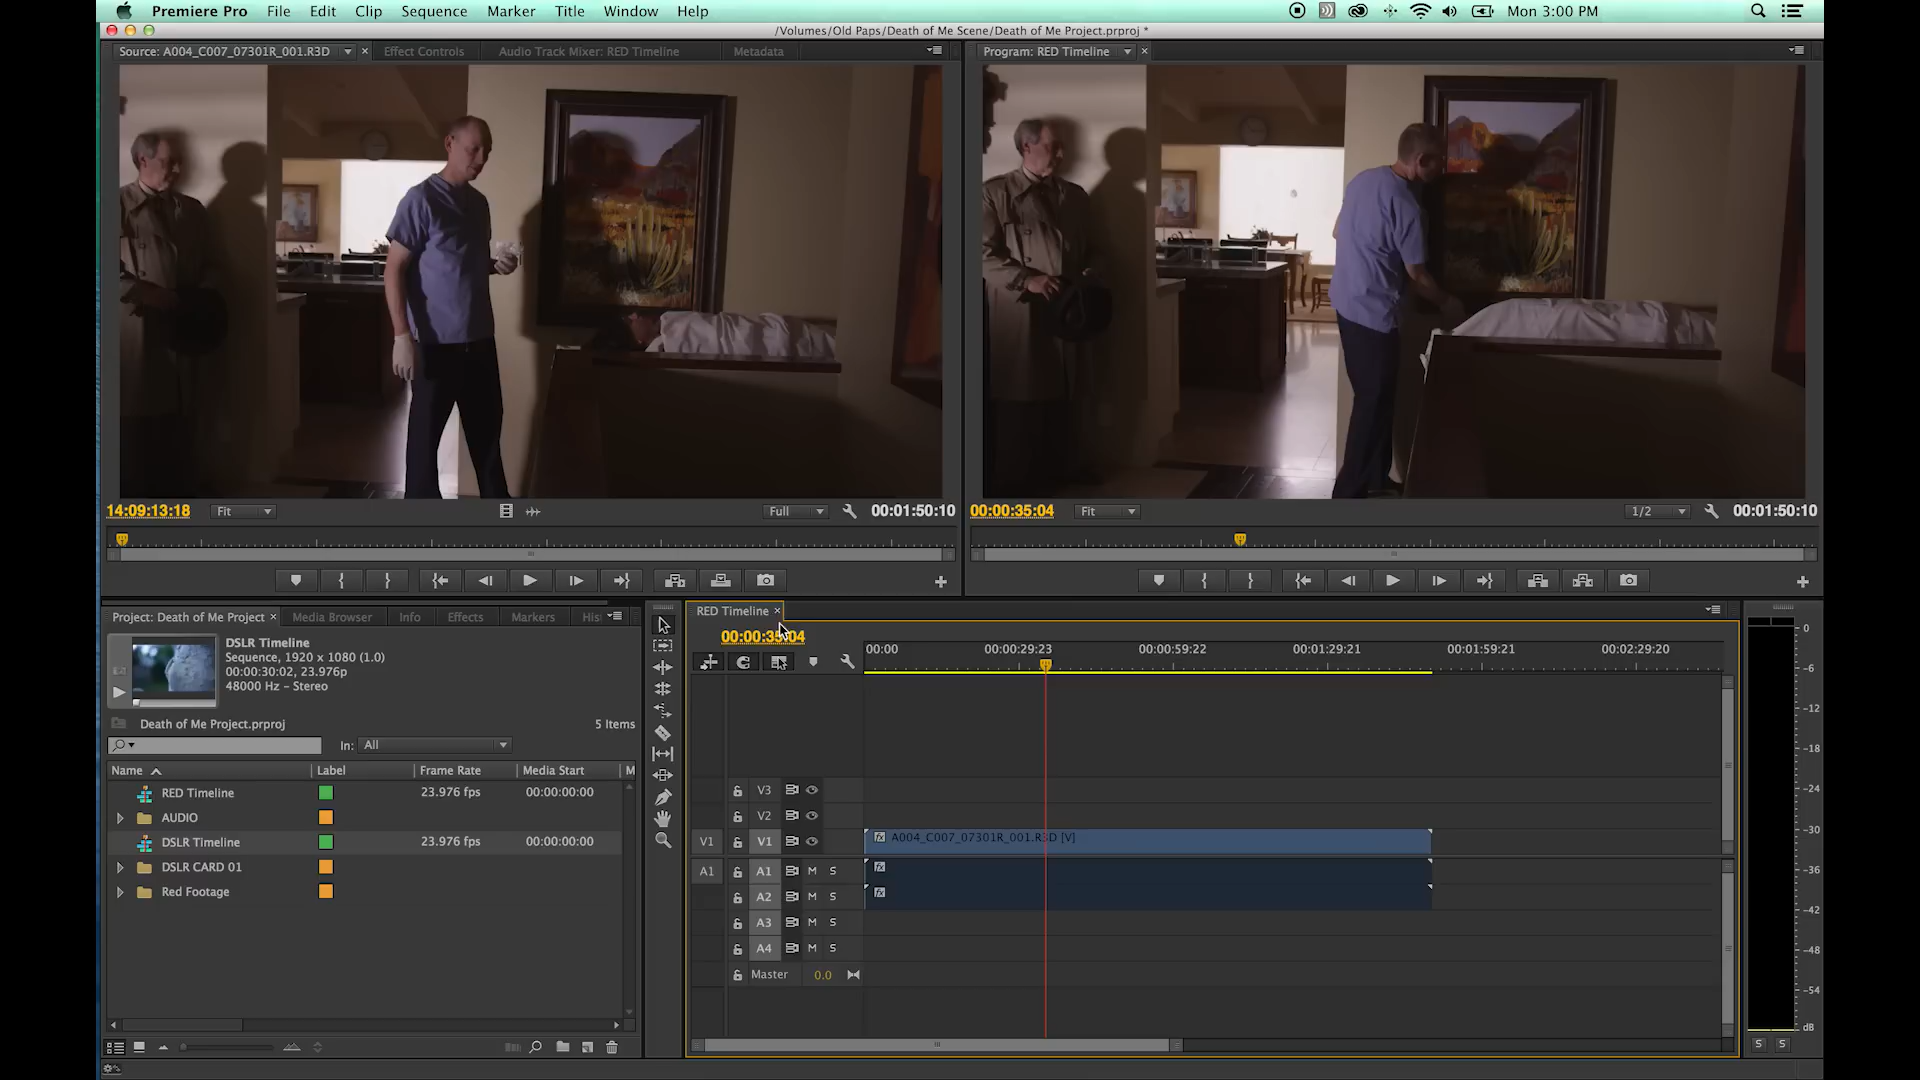 Premiere Pro File Edit Clip Sequence Marker Title Window Help Mon 3:00 PM
/Volumes/Old Paps/Death of Me Scene/Death of Me Project.prproj *
Source: A004_C007_07301R_001.R3D Effect Controls Audio Track Mixer: RED Timeline Metadata
Program: RED Timeline
14:09:13:18 Fit Full 00:01:50:10
00:00:35:04 Fit 1/2 00:01:50:10
Project: Death of Me Project Media Browser Info Effects Markers His
DSLR Timeline
Sequence, 1920 x 1080 (1.0)
00:00:30:02, 23.976p
48000 Hz - Stereo
Death of Me Project.prproj 5 Items
In: All
Name Label Frame Rate Media Start M
RED Timeline 23.976 fps 00:00:00:00
AUDIO
DSLR Timeline 23.976 fps 00:00:00:00
DSLR CARD 01
Red Footage
RED Timeline
00:00:35:04
00:00 00:00:29:23 00:00:59:22 00:01:29:21 00:01:59:21 00:02:29:20
V3
V2
V1 V1 fx A004_C007_07301R_001.R3D [V]
A1 A1 M S fx
A2 M S fx
A3 M S
A4 M S
Master 0.0
0
-6
-12
-18
-24
-30
-36
-42
-48
-54
dB
S S